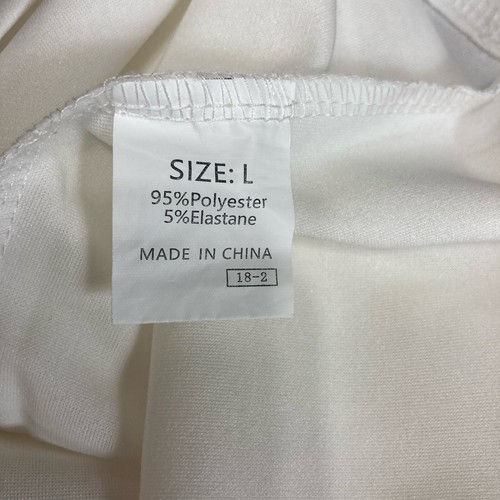 SIZE: L
95%Polyester
5%Elastane
MADE IN CHINA
18-2